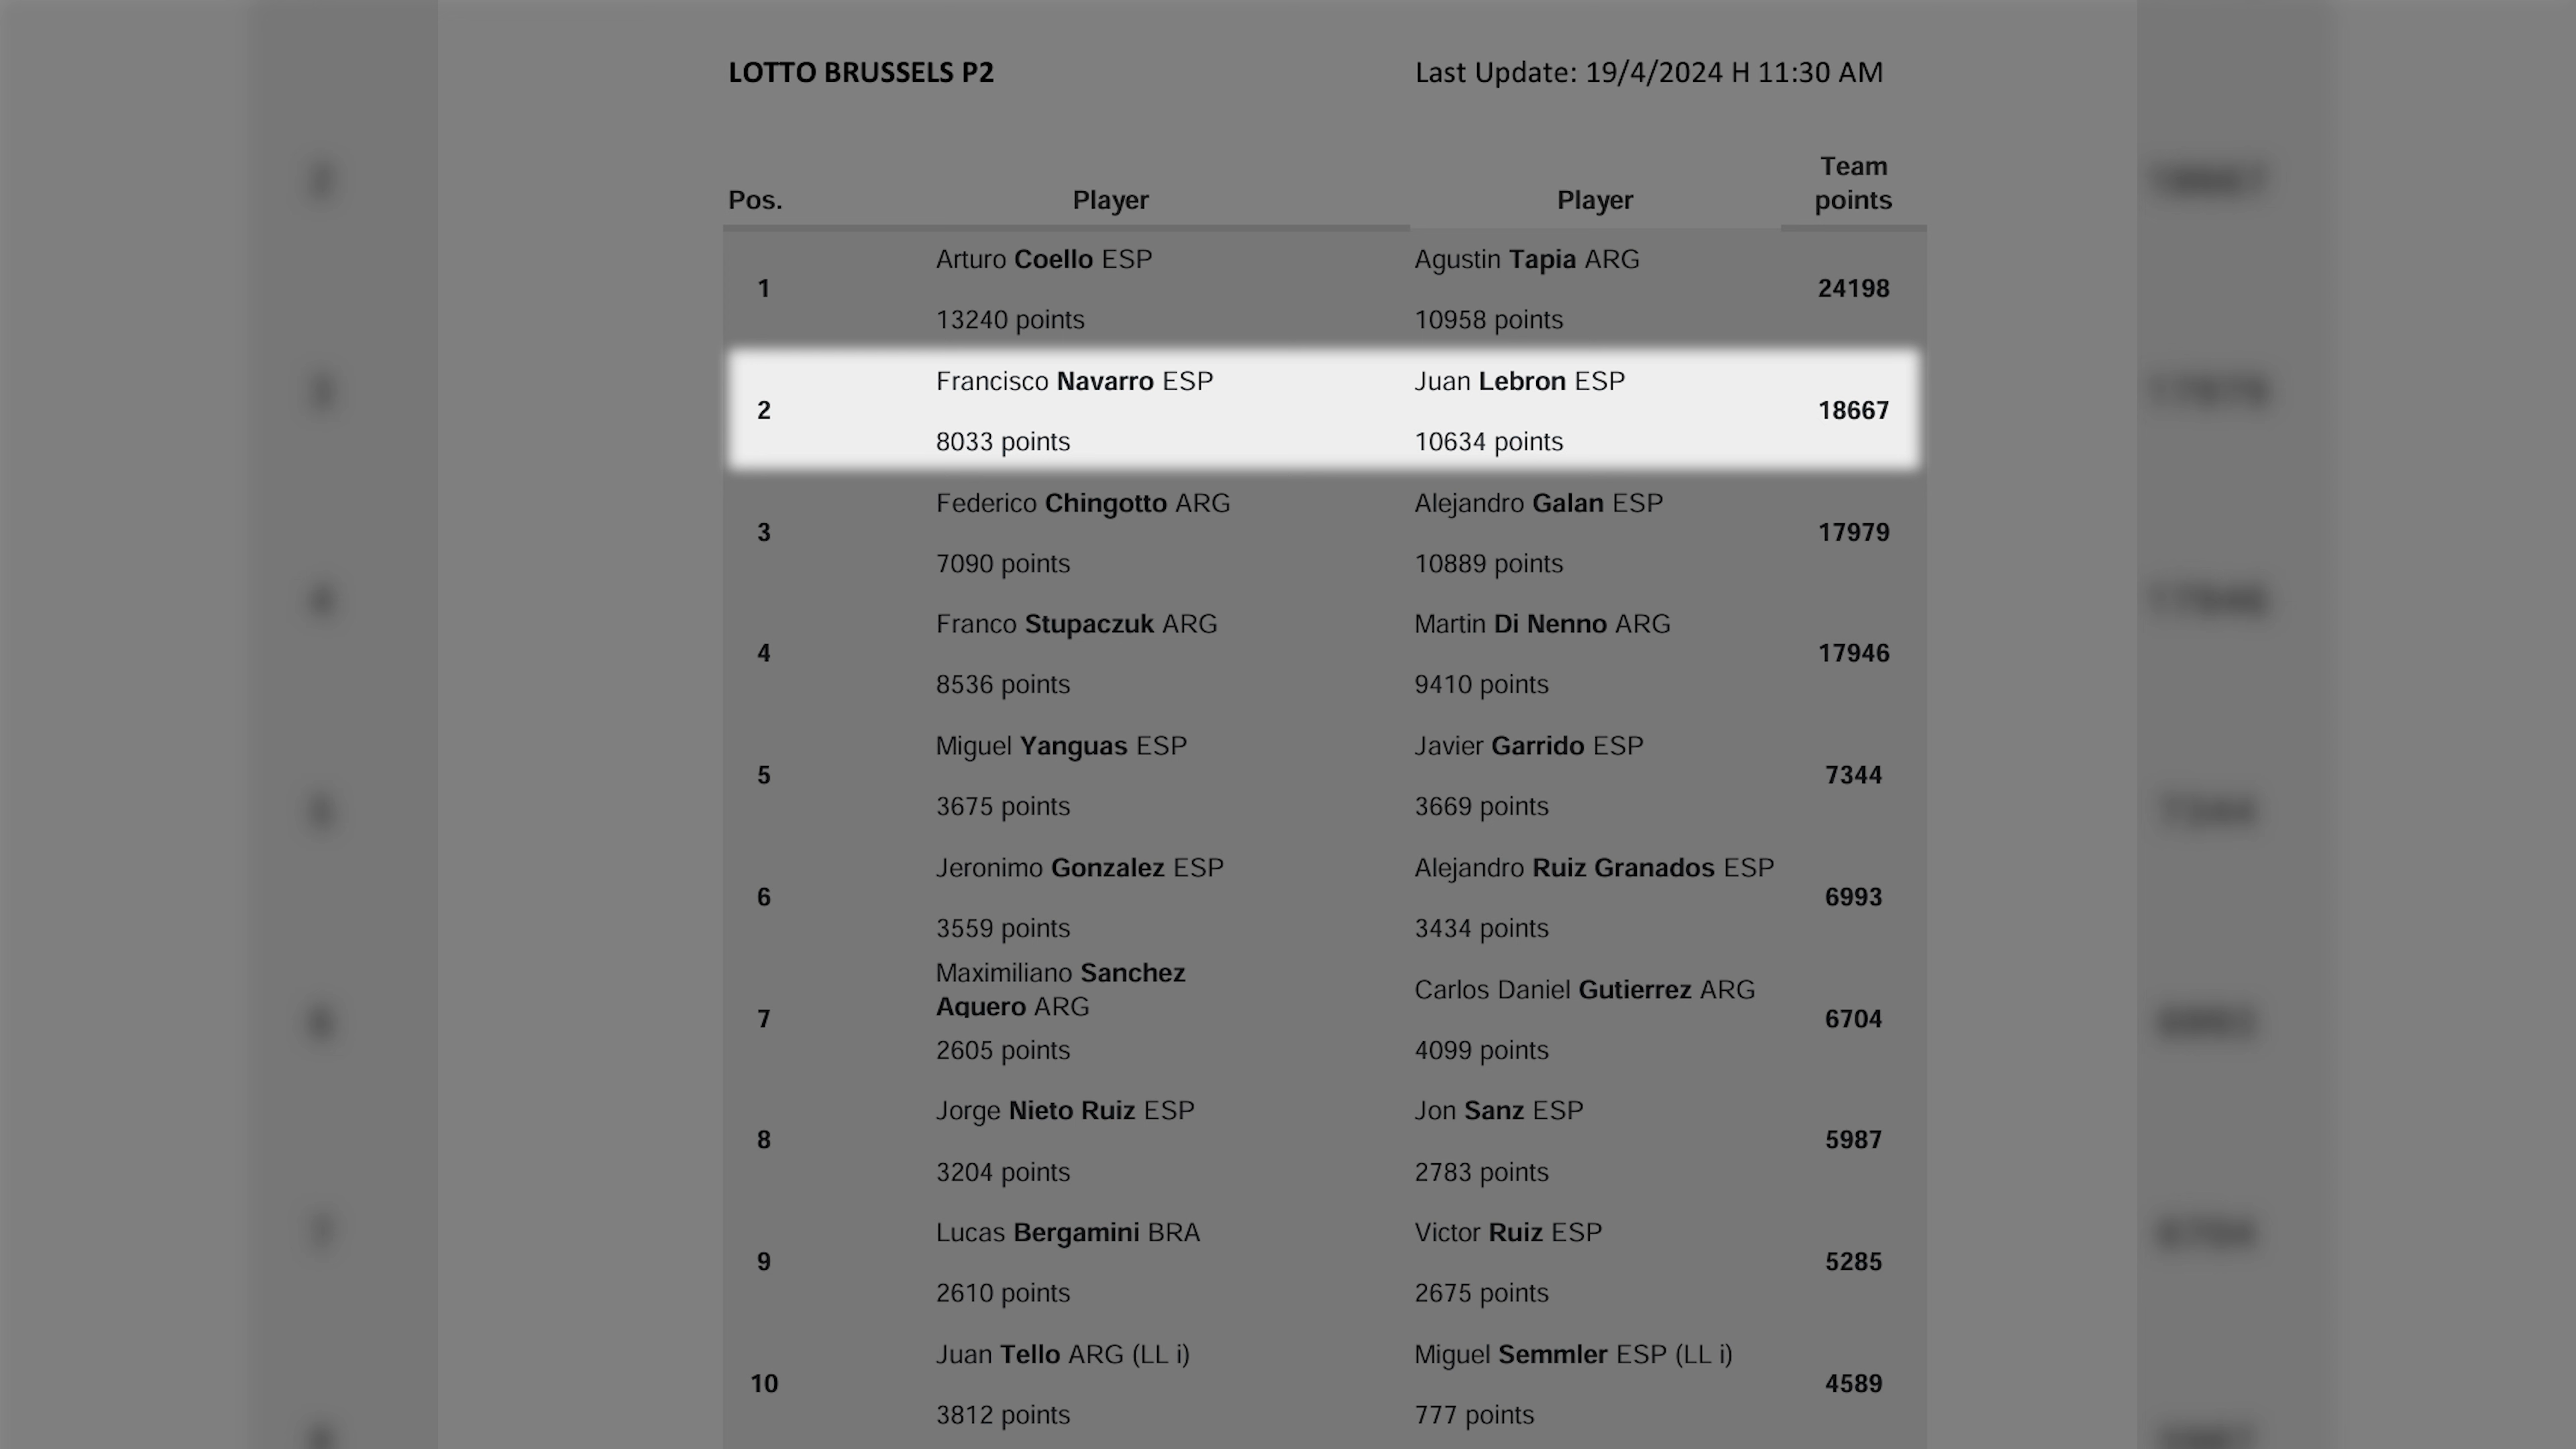 LOTTO BRUSSELS P2 Last Update: 19/4/2024 H 11:30 AM
Pos. Player Player Team points
Arturo Coello ESP Agustin Tapia ARG
1 24198
13240 points 10958 points
Francisco Navarro ESP Juan Lebron ESP
2 18667
8033 points 10634 points
Federico Chingotto ARG Alejandro Galan ESP
3 17979
7090 points 10889 points
Franco Stupaczuk ARG Martin Di Nenno ARG
4 17946
8536 points 9410 points
Miguel Yanguas ESP Javier Garrido ESP
5 7344
3675 points 3669 points
Jeronimo Gonzalez ESP Alejandro Ruiz Granados ESP
6 6993
3559 points 3434 points
Maximiliano Sanchez
Aguero ARG Carlos Daniel Gutierrez ARG
7 6704
2605 points 4099 points
Jorge Nieto Ruiz ESP Jon Sanz ESP
8 5987
3204 points 2783 points
Lucas Bergamini BRA Victor Ruiz ESP
9 5285
2610 points 2675 points
Juan Tello ARG (LL i) Miguel Semmler ESP (LL i)
10 4589
3812 points 777 points